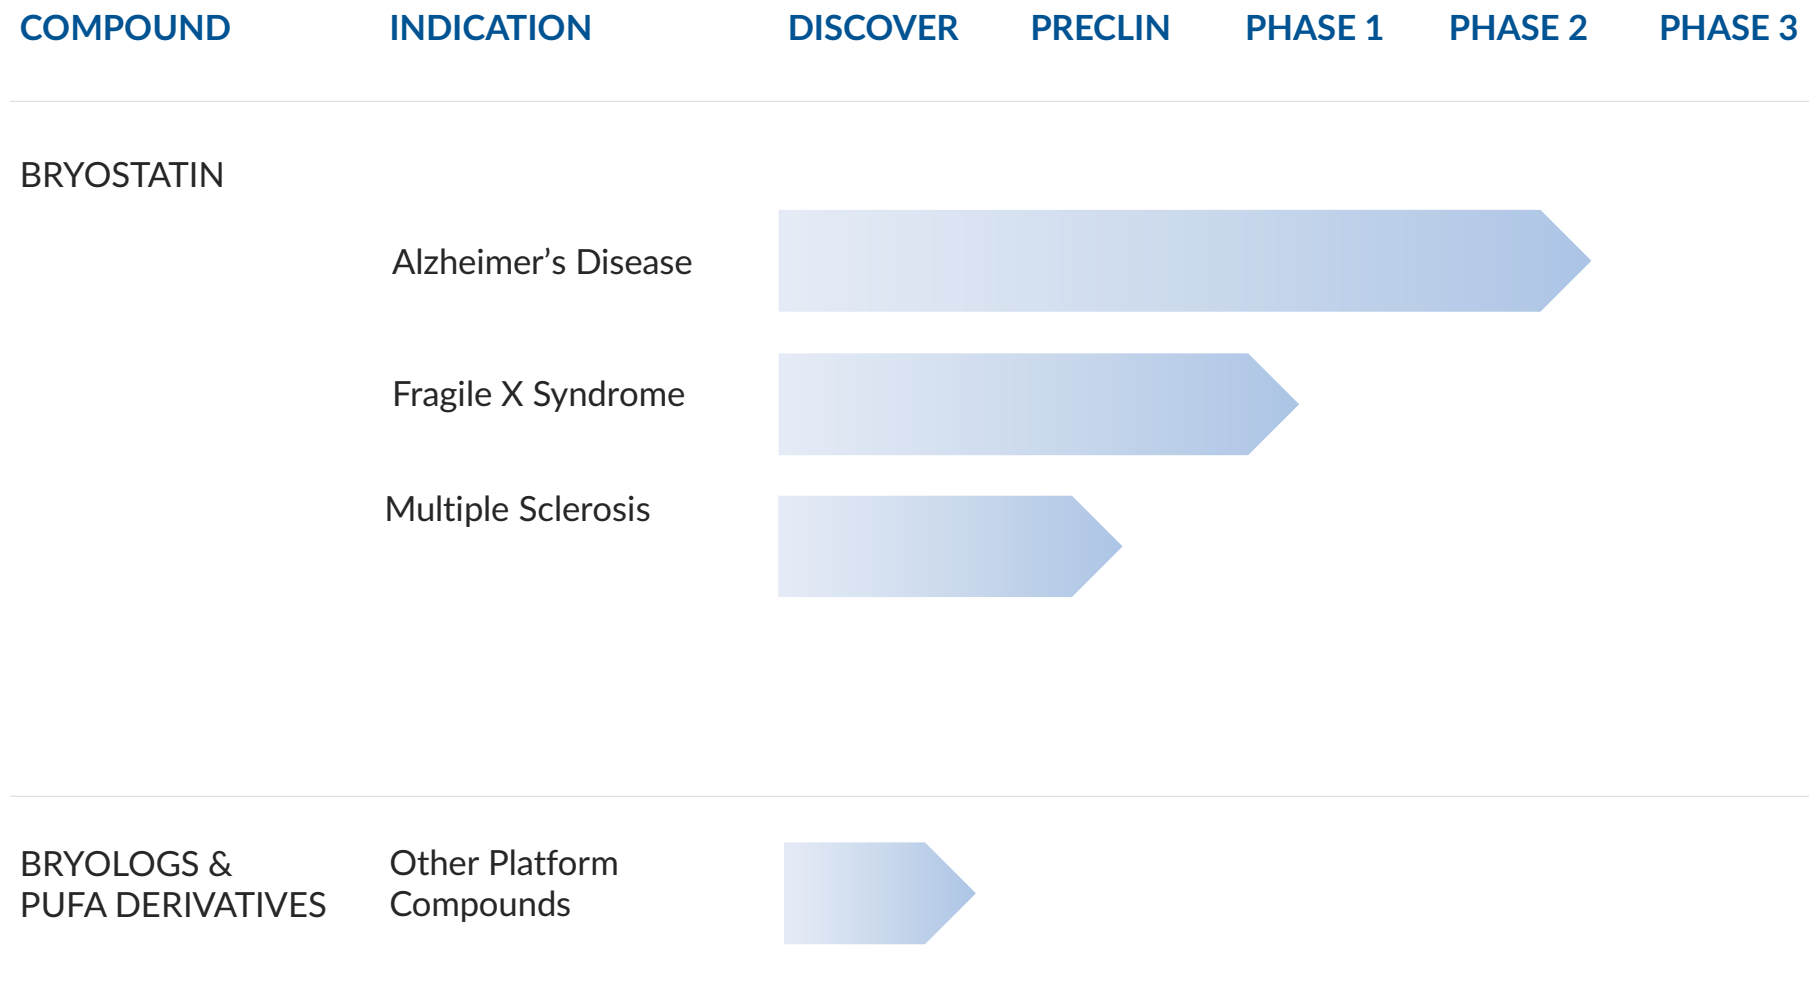 COMPOUND INDICATION DISCOVER PRECLIN PHASE 1 PHASE 2 PHASE 3
BRYOSTATIN
Alzheimer’s Disease
Fragile X Syndrome
Multiple Sclerosis
BRYOLOGS &
PUFA DERIVATIVES
Other Platform
Compounds